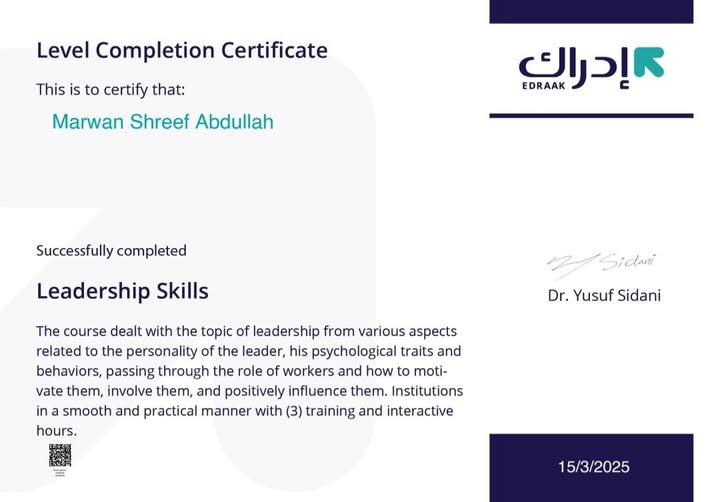 Level Completion Certificate
This is to certify that:
Marwan Shreef Abdullah
Successfully completed
Leadership Skills
The course dealt with the topic of leadership from various aspects
related to the personality of the leader, his psychological traits and
behaviors, passing through the role of workers and how to moti-
vate them, involve them, and positively influence them. Institutions
in a smooth and practical manner with (3) training and interactive
hours.
إدراك
EDRAAK
Sidani
Dr. Yusuf Sidani
15/3/2025